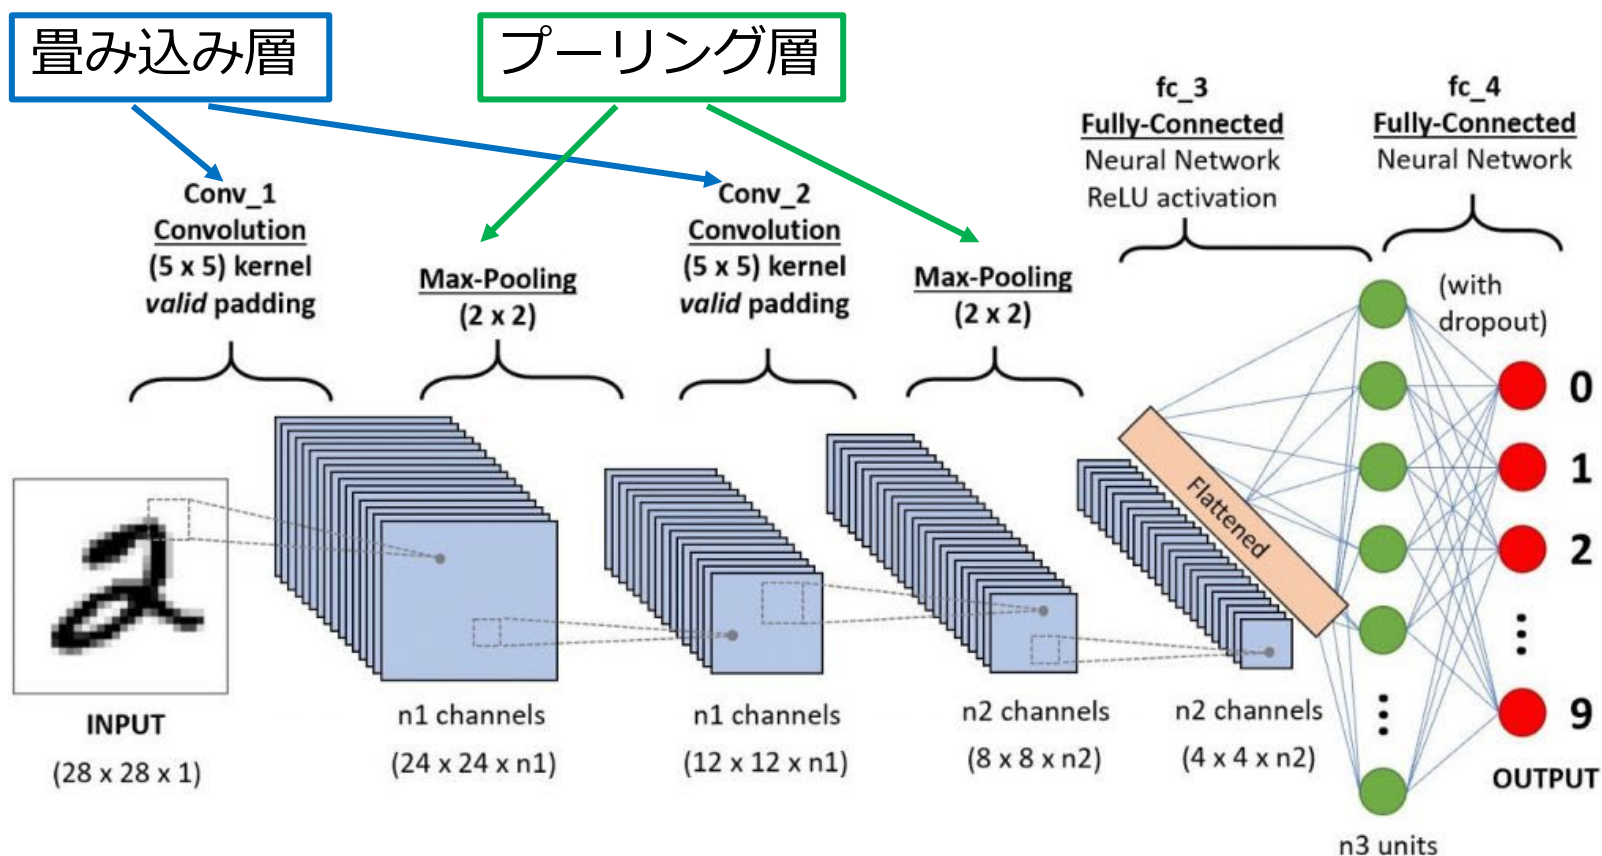 畳み込み層
プーリング層
Conv_1
Convolution
(5 x 5) kernel
valid padding
Max-Pooling
(2 x 2)
Conv_2
Convolution
(5 x 5) kernel
valid padding
Max-Pooling
(2 x 2)
fc_3
Fully-Connected
Neural Network
ReLU activation
fc_4
Fully-Connected
Neural Network
(with
dropout)
Flattened
0
1
2
9
OUTPUT
INPUT
(28 x 28 x 1)
n1 channels
(24 x 24 x n1)
n1 channels
(12 x 12 x n1)
n2 channels
(8 x 8 x n2)
n2 channels
(4 x 4 x n2)
n3 units